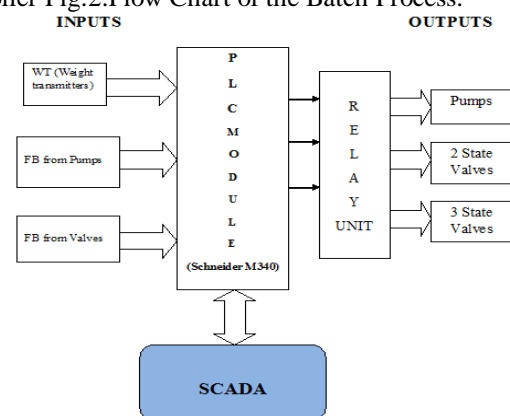 Fig.2.Flow Chart of the Batch Process.
INPUTS
OUTPUTS
WT (Weight
transmitters)
FB from Pumps
FB from Valves
P
L
C
M
O
D
U
L
E
(Schneider M340)
R
E
L
A
Y
UNIT
Pumps
2 State
Valves
3 State
Valves
SCADA